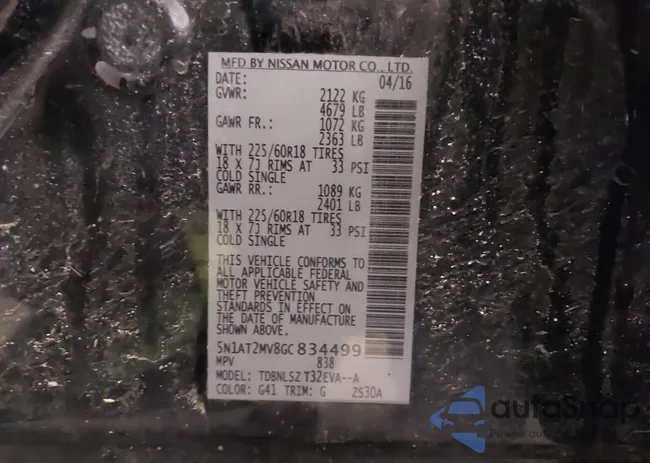 MFD BY NISSAN MOTOR CO., LTD.
DATE: 04/16
GVWR: 2122 KG
4679 LB
GAWR FR.: 1072 KG
2363 LB
WITH 225/60R18 TIRES
18 X 7J RIMS AT 33 PSI
COLD SINGLE
GAWR RR.: 1089 KG
2401 LB
WITH 225/60R18 TIRES
18 X 7J RIMS AT 33 PSI
COLD SINGLE
THIS VEHICLE CONFORMS TO
ALL APPLICABLE FEDERAL
MOTOR VEHICLE SAFETY AND
THEFT PREVENTION
STANDARDS IN EFFECT ON
THE DATE OF MANUFACTURE
SHOWN ABOVE.
5N1AT2MV8GC834499
MPV 838
MODEL: TDBNLSZ T32EVA--A
COLOR: G41 TRIM: G ZS30A
autoSnap